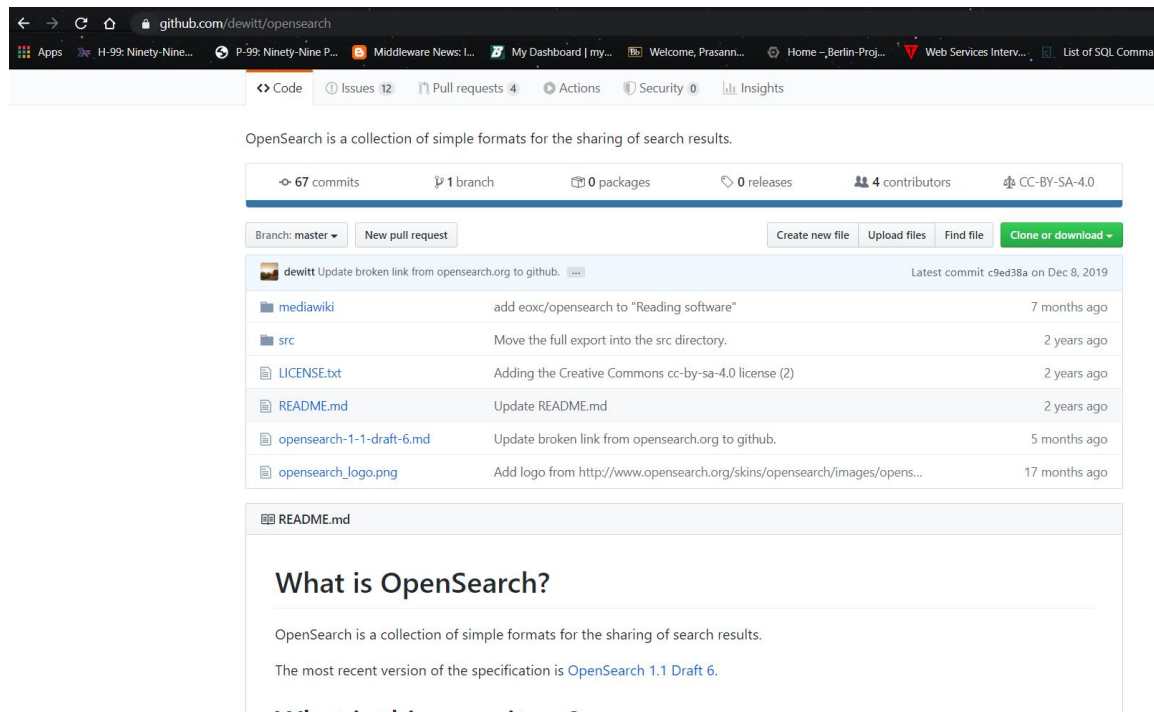 github.com/dewitt/opensearch
Apps H-99: Ninety-Nine... P-99: Ninety-Nine P... Middleware News: I... My Dashboard | my... Welcome, Prasann... Home – Berlin-Proj... Web Services Interv... List of SQL Comma
Code Issues 12 Pull requests 4 Actions Security 0 Insights
OpenSearch is a collection of simple formats for the sharing of search results.
67 commits 1 branch 0 packages 0 releases 4 contributors CC-BY-SA-4.0
Branch: master New pull request Create new file Upload files Find file Clone or download
dewitt Update broken link from opensearch.org to github. ... Latest commit c9ed38a on Dec 8, 2019
mediawiki add eoxc/opensearch to "Reading software" 7 months ago
src Move the full export into the src directory. 2 years ago
LICENSE.txt Adding the Creative Commons cc-by-sa-4.0 license (2) 2 years ago
README.md Update README.md 2 years ago
opensearch-1-1-draft-6.md Update broken link from opensearch.org to github. 5 months ago
opensearch_logo.png Add logo from http://www.opensearch.org/skins/opensearch/images/opens... 17 months ago
README.md
What is OpenSearch?
OpenSearch is a collection of simple formats for the sharing of search results.
The most recent version of the specification is OpenSearch 1.1 Draft 6.